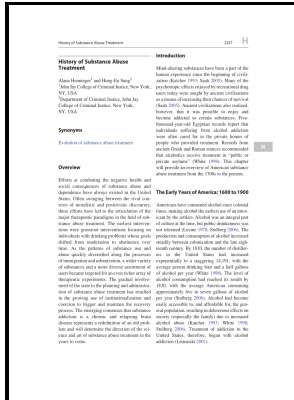 History of Substance Abuse Treatment
2257
H
History of Substance Abuse
Treatment
Alana Henninger and Hung-En Sung
John Jay College of Criminal Justice, New York,
NY, USA
Department of Criminal Justice, John Jay
College of Criminal Justice, New York,
NY, USA
Synonyms
Evolution of substance abuse treatment
Overview
Efforts at combating the negative health and
social consequences of substance abuse and
dependence have always existed in the United
States. Often swinging between the rival con-
cerns of moralistic and positivistic discourses,
these efforts have led to the articulation of the
major therapeutic paradigms in the field of sub-
stance abuse treatment. The earliest interven-
tions were grassroots interventions focusing on
individuals with drinking problems whose goals
shifted from moderation to abstinence over
time. As the patterns of substance use and
abuse quickly diversified along the processes
of immigration and urbanization, a wider variety
of substances and a more diverse assortment of
users became targeted for an ever richer array of
therapeutic experiments. The gradual involve-
ment of the state in the planning and administra-
tion of substance abuse treatment has resulted
in the growing use of institutionalization and
coercion to trigger and maintain the recovery
process. The emerging consensus that substance
addiction is a chronic and relapsing brain
disease represents a redefinition of an old prob-
lem and will determine the direction of the sci-
ence and art of substance abuse treatment in the
years to come.
Introduction
Mind-altering substances have been a part of the
human experience since the beginning of civili-
zation (Kuicher 1993; Saah 2005). Many of the
psychotropic effects enjoyed by recreational drug
users today were sought by ancient civilization
as a means of increasing their chances of survival
(Saah 2005). Ancient civilizations also realized,
however, that it was possible to enjoy and
become addicted to certain substances. Five-
thousand-year-old Egyptian records report that
individuals suffering from alcohol addiction
were often cared for in the private homes of
people who provided treatment. Records from
ancient Greek and Roman sources recommended
that alcoholics receive treatment in "public or
private asylums" (White 1998). This chapter
will provide an overview of American substance
abuse treatment from the 1700s to the present.
H
The Early Years of America: 1600 to 1900
Americans have consumed alcohol since colonial
times, making alcohol the earliest use of an intox-
icant by the settlers. Alcohol was an integral part
of culture at the time, but public drunkenness was
not tolerated (Levine 1978; Stolberg 2006). The
production and consumption of alcohol increased
steadily between colonization and the late eigh-
teenth century. By 1810, the number of distiller-
ies in the United States had increased
exponentially to a staggering 14,191, with the
average person drinking four and a half gallons
of alcohol per year (White 1998). The level of
alcohol consumption had reached its zenith by
1830, with the average American consuming
approximately five to seven gallons of alcohol
per year (Stolberg 2006). Alcohol had become
easily accessible to, and affordable for, the gen-
eral population, resulting in deleterious effects on
society (especially the family) due to increased
alcohol abuse (Kuicher 1993; White 1998;
Stolberg 2006). Treatment of addiction in the
United States, therefore, began with alcohol
addiction (Lemanski 2001).